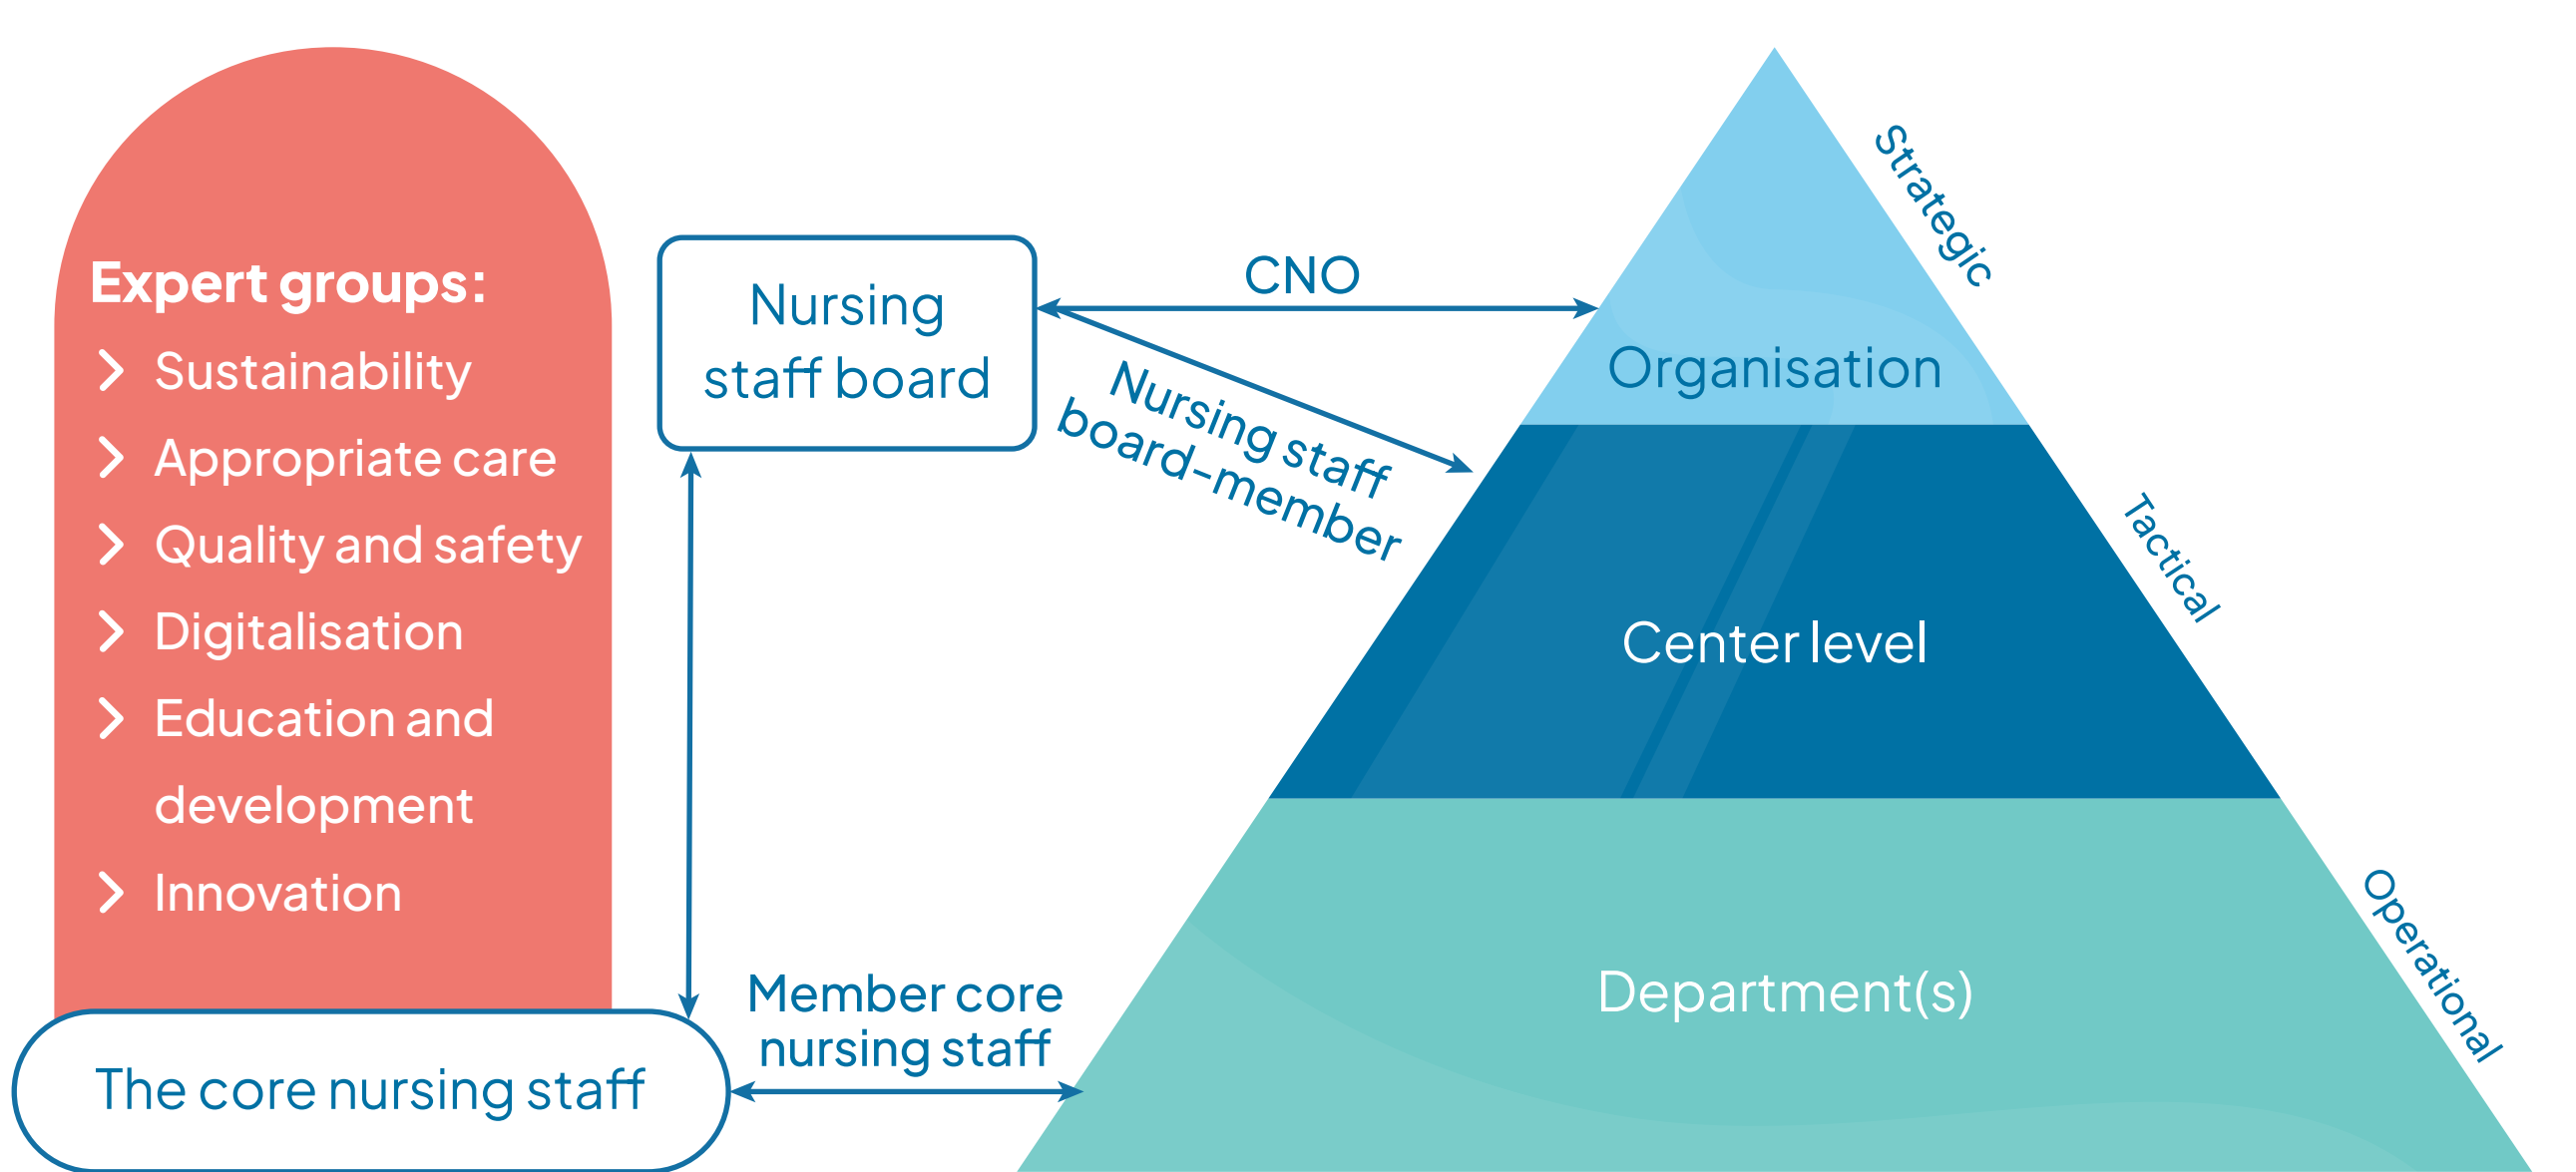 Expert groups:
Sustainability
Appropriate care
Quality and safety
Digitalisation
Education and
development
Innovation
The core nursing staff
Nursing
staff board
CNO
Nursing staff
board-member
Member core
nursing staff
Organisation
Center level
Department(s)
Strategic
Tactical
Operational